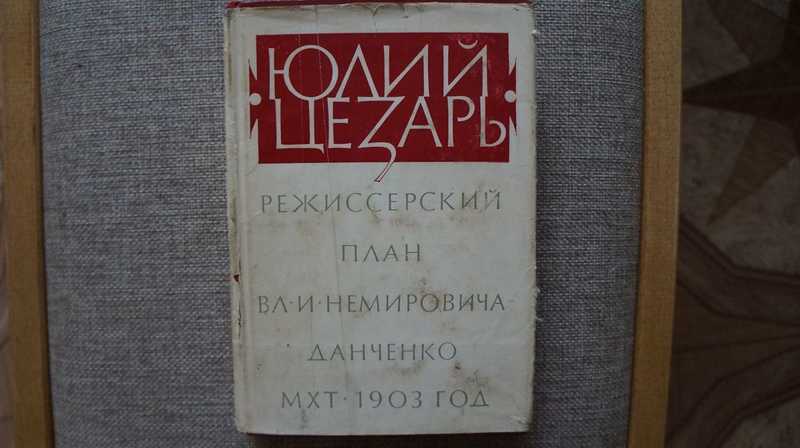 ЮЛИЙ
ЦЕЗАРЬ
РЕЖИССЕРСКИЙ
ПЛАН
ВЛ·И·НЕМИРОВИЧА-
ДАНЧЕНКО
МХТ·1903 ГОД